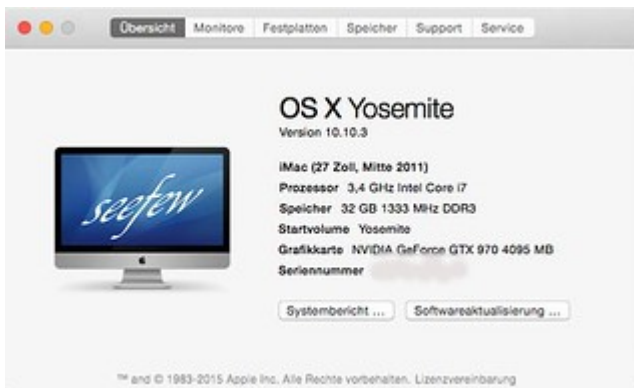 Übersicht Monitore Festplatten Speicher Support Service
OS X Yosemite
Version 10.10.3
seefew
iMac (27 Zoll, Mitte 2011)
Prozessor 3,4 GHz Intel Core i7
Speicher 32 GB 1333 MHz DDR3
Startvolume Yosemite
Grafikkarte NVIDIA GeForce GTX 970 4095 MB
Seriennummer
Systembericht ... Softwareaktualisierung ...
™ and © 1983-2015 Apple Inc. Alle Rechte vorbehalten. Lizenzvereinbarung